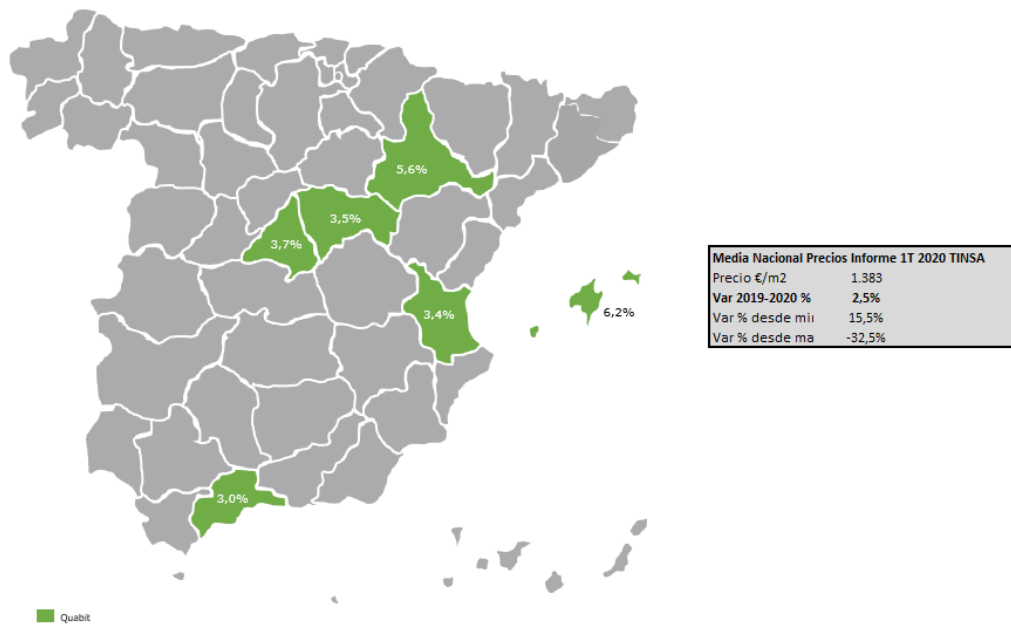 5,6%
3,5%
3,7%
3,4%
6,2%
3,0%
Media Nacional Precios Informe 1T 2020 TINSA
Precio €/m2 1.383
Var 2019-2020 % 2,5%
Var % desde mi 15,5%
Var % desde ma -32,5%
Quabit